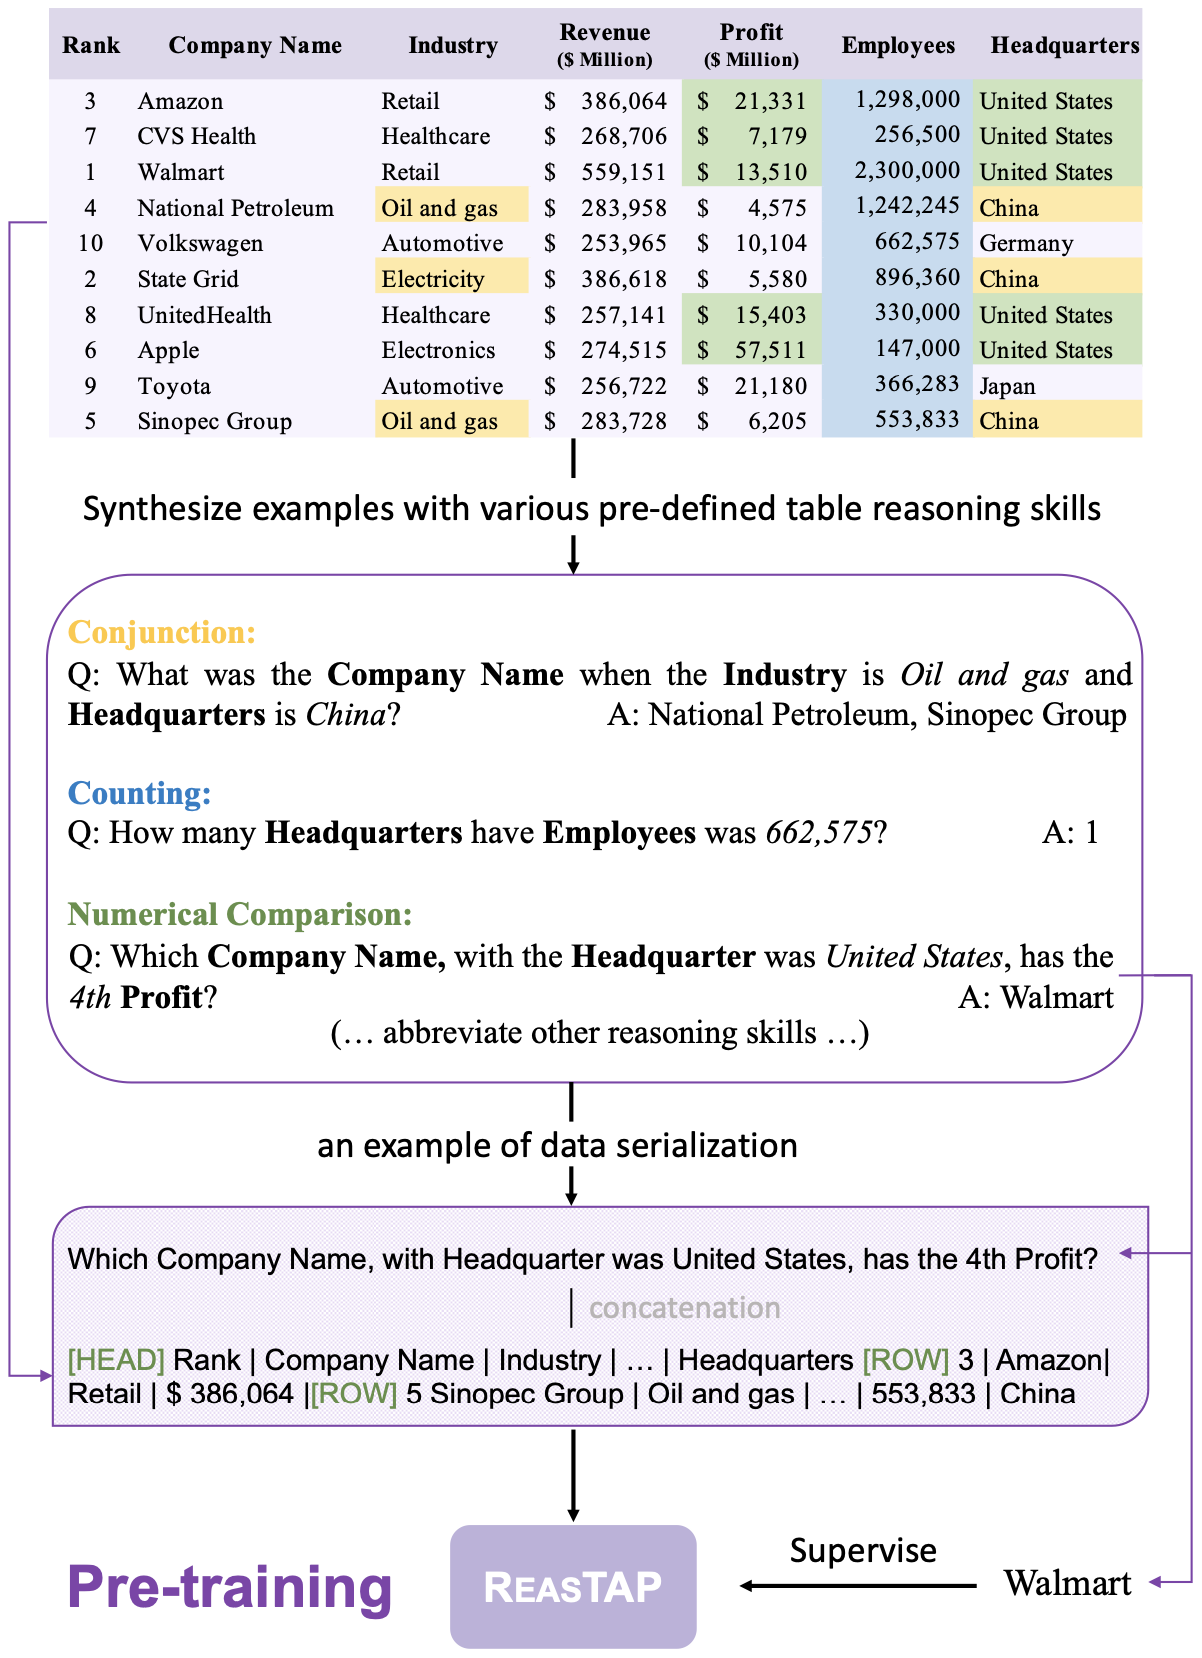 Rank Company Name Industry Revenue ($ Million) Profit ($ Million) Employees Headquarters
3 Amazon Retail $ 386,064 $ 21,331 1,298,000 United States
7 CVS Health Healthcare $ 268,706 $ 7,179 256,500 United States
1 Walmart Retail $ 559,151 $ 13,510 2,300,000 United States
4 National Petroleum Oil and gas $ 283,958 $ 4,575 1,242,245 China
10 Volkswagen Automotive $ 253,965 $ 10,104 662,575 Germany
2 State Grid Electricity $ 386,618 $ 5,580 896,360 China
8 UnitedHealth Healthcare $ 257,141 $ 15,403 330,000 United States
6 Apple Electronics $ 274,515 $ 57,511 147,000 United States
9 Toyota Automotive $ 256,722 $ 21,180 366,283 Japan
5 Sinopec Group Oil and gas $ 283,728 $ 6,205 553,833 China
Synthesize examples with various pre-defined table reasoning skills
Conjunction:
Q: What was the Company Name when the Industry is Oil and gas and
Headquarters is China? A: National Petroleum, Sinopec Group
Counting:
Q: How many Headquarters have Employees was 662,575? A: 1
Numerical Comparison:
Q: Which Company Name, with the Headquarter was United States, has the
4th Profit? A: Walmart
(… abbreviate other reasoning skills …)
an example of data serialization
Which Company Name, with Headquarter was United States, has the 4th Profit?
concatenation
[HEAD] Rank | Company Name | Industry | … | Headquarters [ROW] 3 | Amazon|
Retail | $ 386,064 |[ROW] 5 Sinopec Group | Oil and gas | … | 553,833 | China
Pre-training
REASTAP
Supervise
Walmart